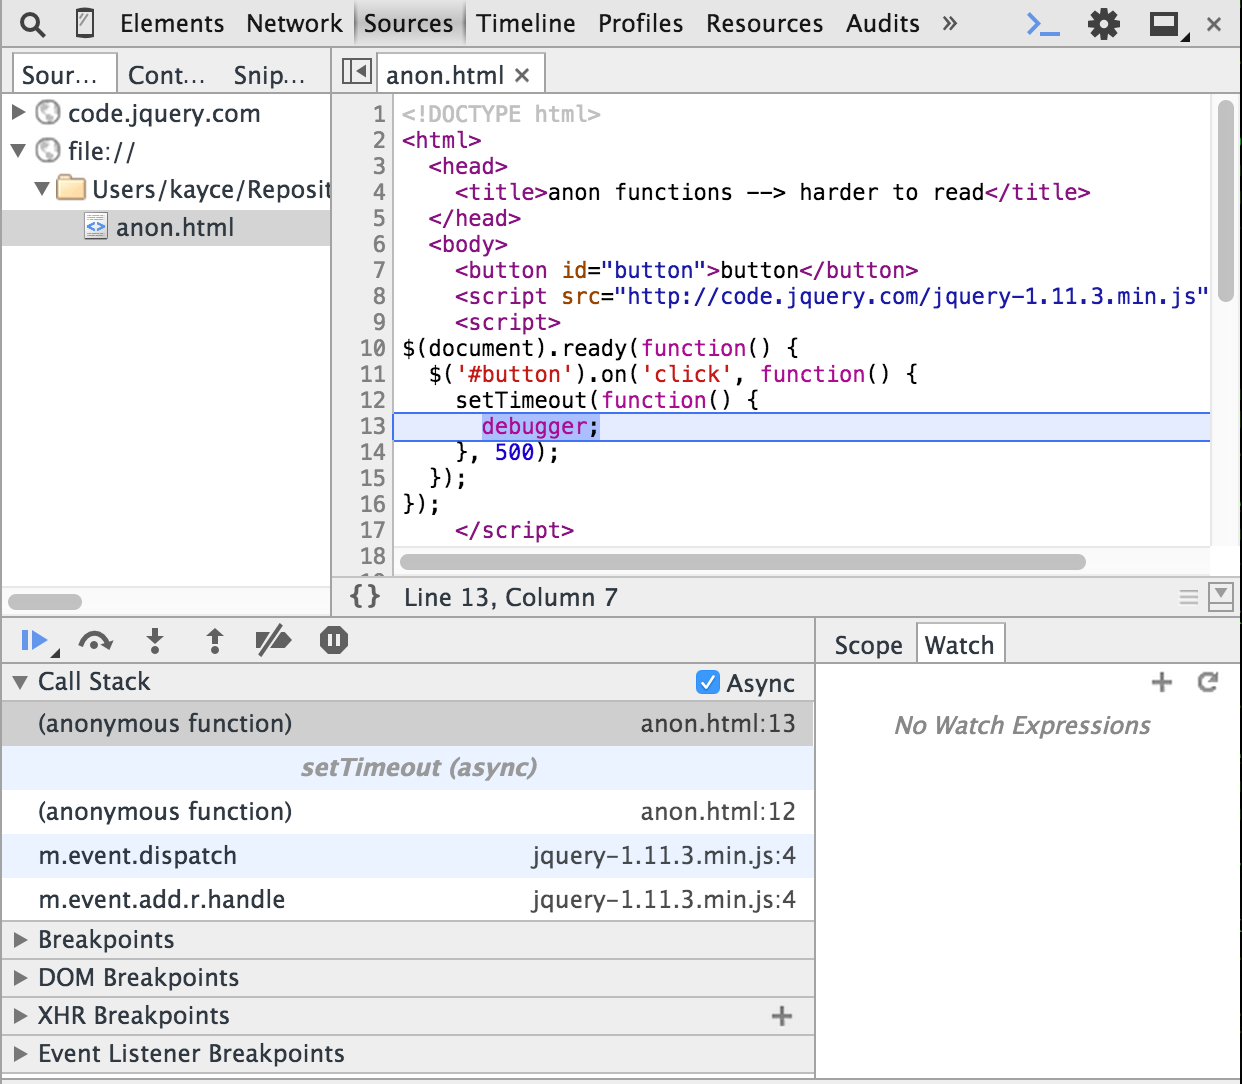 Elements Network Sources Timeline Profiles Resources Audits »
Sour... Cont... Snip... anon.html ×
code.jquery.com
file://
Users/kayce/Reposit
anon.html
1 <!DOCTYPE html>
2 <html>
3   <head>
4     <title>anon functions --> harder to read</title>
5   </head>
6   <body>
7     <button id="button">button</button>
8     <script src="http://code.jquery.com/jquery-1.11.3.min.js"
9     <script>
10 $(document).ready(function() {
11   $('#button').on('click', function() {
12     setTimeout(function() {
13       debugger;
14     }, 500);
15   });
16 });
17     </script>
18
{} Line 13, Column 7
Call Stack Async
(anonymous function) anon.html:13
setTimeout (async)
(anonymous function) anon.html:12
m.event.dispatch jquery-1.11.3.min.js:4
m.event.add.r.handle jquery-1.11.3.min.js:4
Breakpoints
DOM Breakpoints
XHR Breakpoints +
Event Listener Breakpoints
Scope Watch
No Watch Expressions